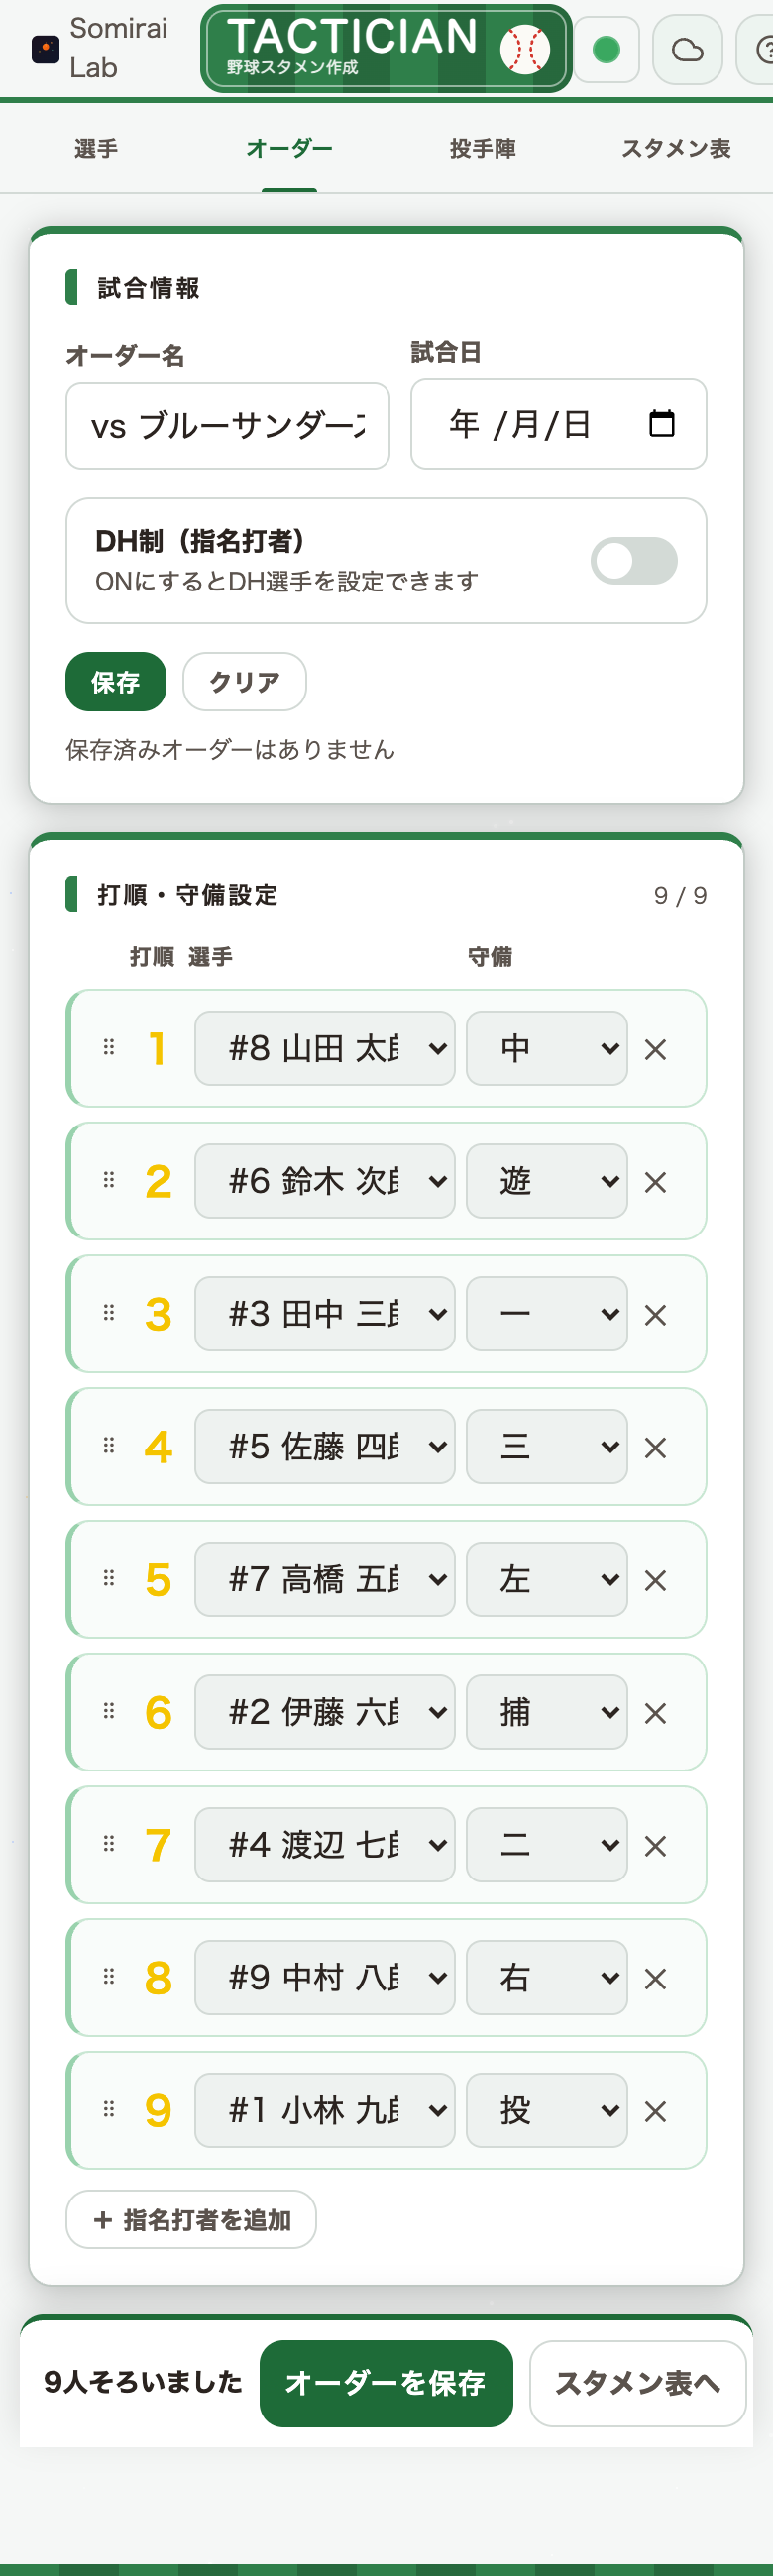 Somirai
Lab
TACTICIAN
野球スタメン作成
選手 オーダー 投手陣 スタメン表
試合情報
オーダー名 試合日
vs ブルーサンダー 年 /月/日
DH制（指名打者）
ONにするとDH選手を設定できます
保存 クリア
保存済みオーダーはありません
打順・守備設定 9 / 9
打順 選手 守備
1 #8 山田 太 中
2 #6 鈴木 次 遊
3 #3 田中 三 一
4 #5 佐藤 四 三
5 #7 高橋 五 左
6 #2 伊藤 六 捕
7 #4 渡辺 七 二
8 #9 中村 八 右
9 #1 小林 九 投
＋ 指名打者を追加
9人そろいました オーダーを保存 スタメン表へ